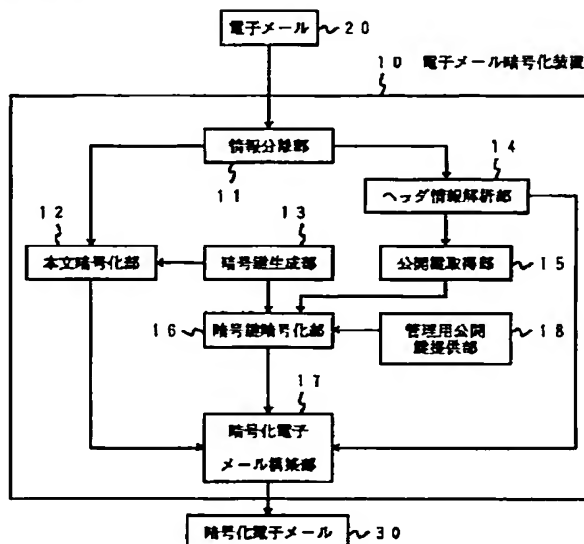 電子メール 20
10 電子メール暗号化装置
情報分離部
11
14
ヘッダ情報解析部
12
13
本文暗号化部
暗号鍵生成部
公開鍵取得部
15
16
暗号鍵暗号化部
管理用公開
鍵提供部
18
17
暗号化電子
メール構築部
暗号化電子メール 30